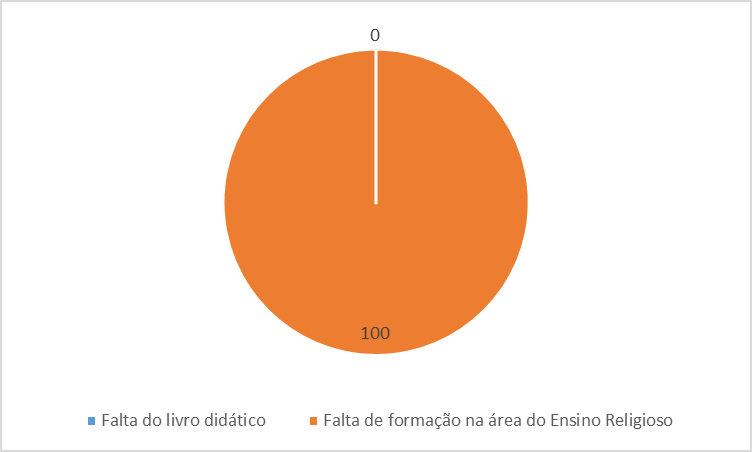 0
100
Falta do livro didático
Falta de formação na área do Ensino Religioso